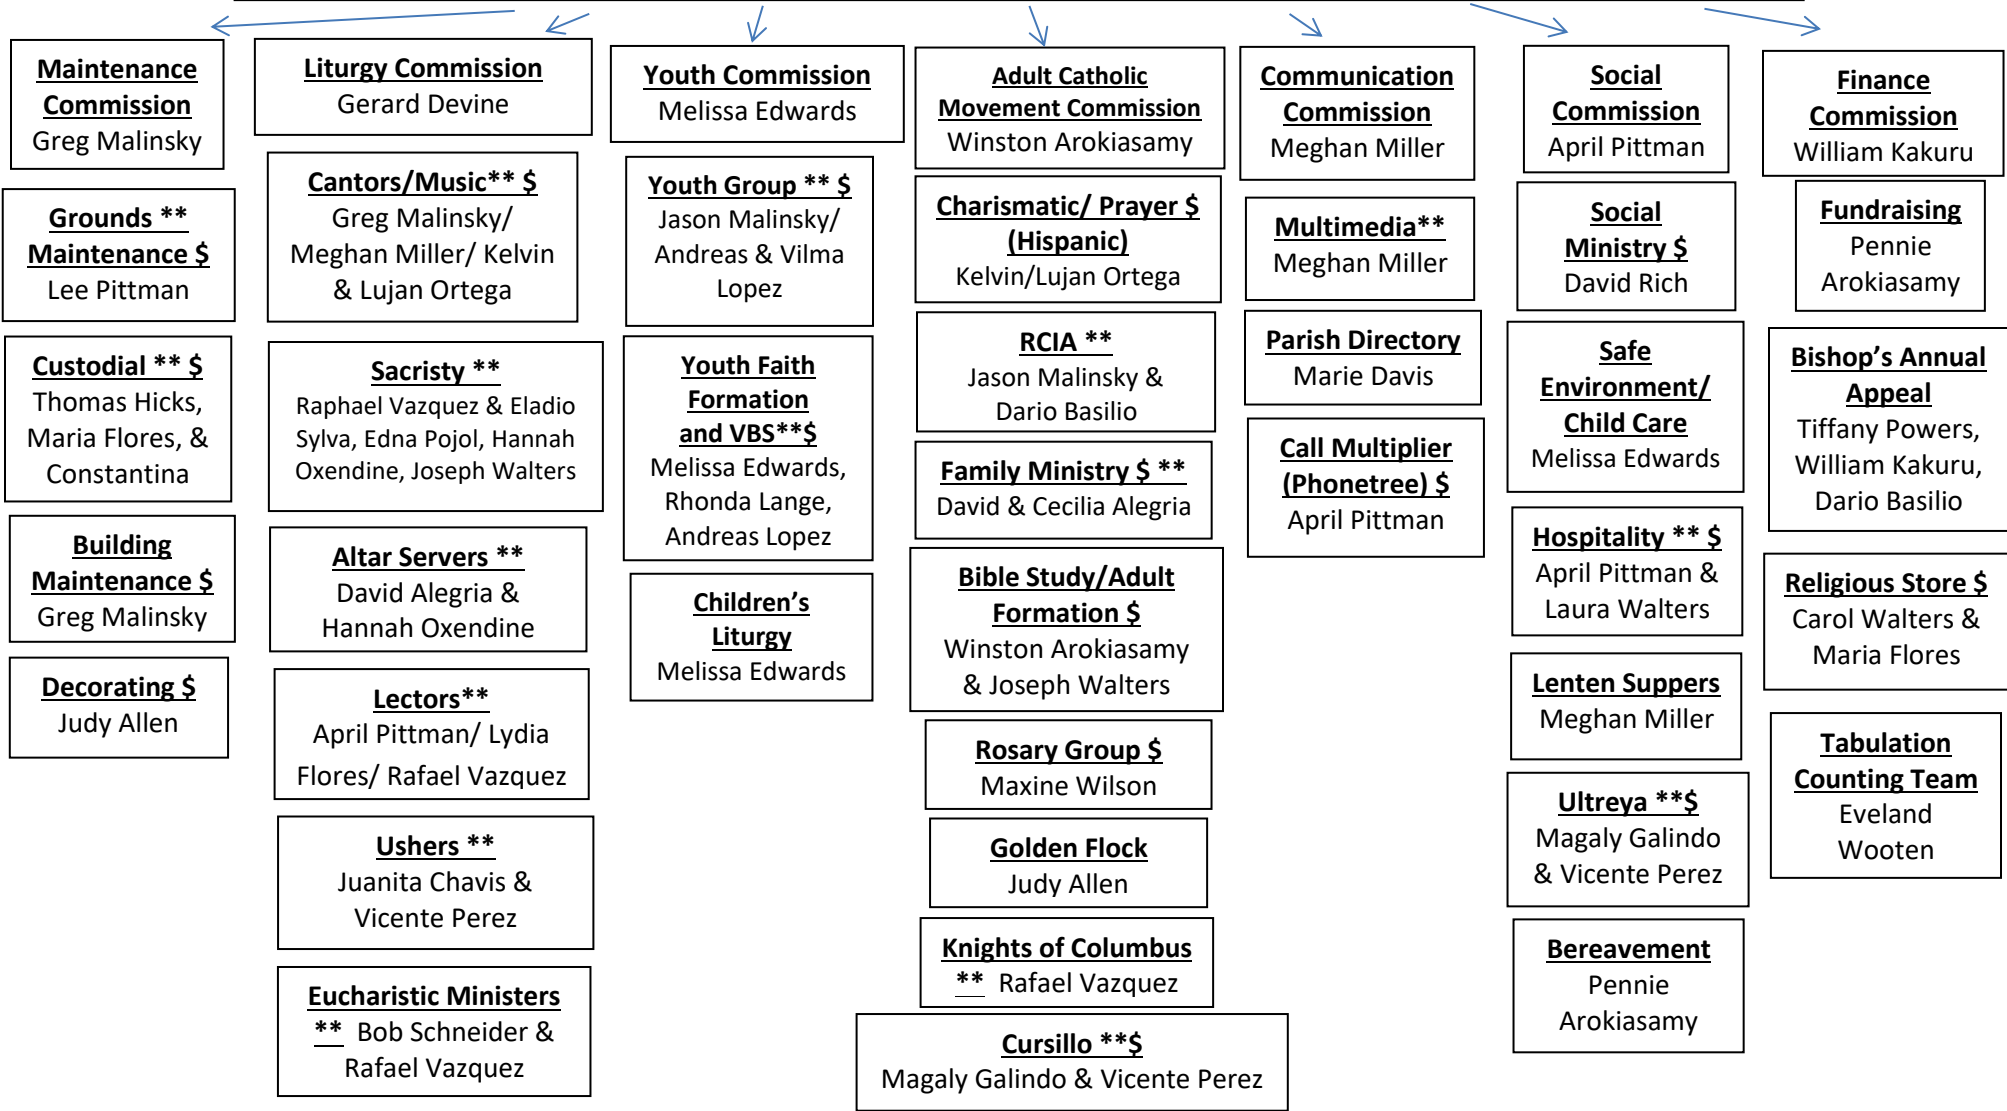 Maintenance
Commission
Greg Malinsky
Grounds **
Maintenance $
Lee Pittman
Custodial ** $
Thomas Hicks,
Maria Flores, &
Constantina
Building
Maintenance $
Greg Malinsky
Decorating $
Judy Allen
Liturgy Commission
Gerard Devine
Cantors/Music** $
Greg Malinsky/
Meghan Miller/ Kelvin
& Lujan Ortega
Sacristy **
Raphael Vazquez & Eladio
Sylva, Edna Pojol, Hannah
Oxendine, Joseph Walters
Altar Servers **
David Alegria &
Hannah Oxendine
Lectors**
April Pittman/ Lydia
Flores/ Rafael Vazquez
Ushers **
Juanita Chavis &
Vicente Perez
Eucharistic Ministers
** Bob Schneider &
Rafael Vazquez
Youth Commission
Melissa Edwards
Youth Group ** $
Jason Malinsky/
Andreas & Vilma
Lopez
Youth Faith
Formation
and VBS**$
Melissa Edwards,
Rhonda Lange,
Andreas Lopez
Children’s
Liturgy
Melissa Edwards
Adult Catholic
Movement Commission
Winston Arokiasamy
Charismatic/ Prayer $
(Hispanic)
Kelvin/Lujan Ortega
RCIA **
Jason Malinsky &
Dario Basilio
Family Ministry $ **
David & Cecilia Alegria
Bible Study/Adult
Formation $
Winston Arokiasamy
& Joseph Walters
Rosary Group $
Maxine Wilson
Golden Flock
Judy Allen
Knights of Columbus
** Rafael Vazquez
Cursillo **$
Magaly Galindo & Vicente Perez
Communication
Commission
Meghan Miller
Multimedia**
Meghan Miller
Parish Directory
Marie Davis
Call Multiplier
(Phonetree) $
April Pittman
Social
Commission
April Pittman
Social
Ministry $
David Rich
Safe
Environment/
Child Care
Melissa Edwards
Hospitality ** $
April Pittman &
Laura Walters
Lenten Suppers
Meghan Miller
Ultreya **$
Magaly Galindo
& Vicente Perez
Bereavement
Pennie
Arokiasamy
Finance
Commission
William Kakuru
Fundraising
Pennie
Arokiasamy
Bishop’s Annual
Appeal
Tiffany Powers,
William Kakuru,
Dario Basilio
Religious Store $
Carol Walters &
Maria Flores
Tabulation
Counting Team
Eveland
Wooten